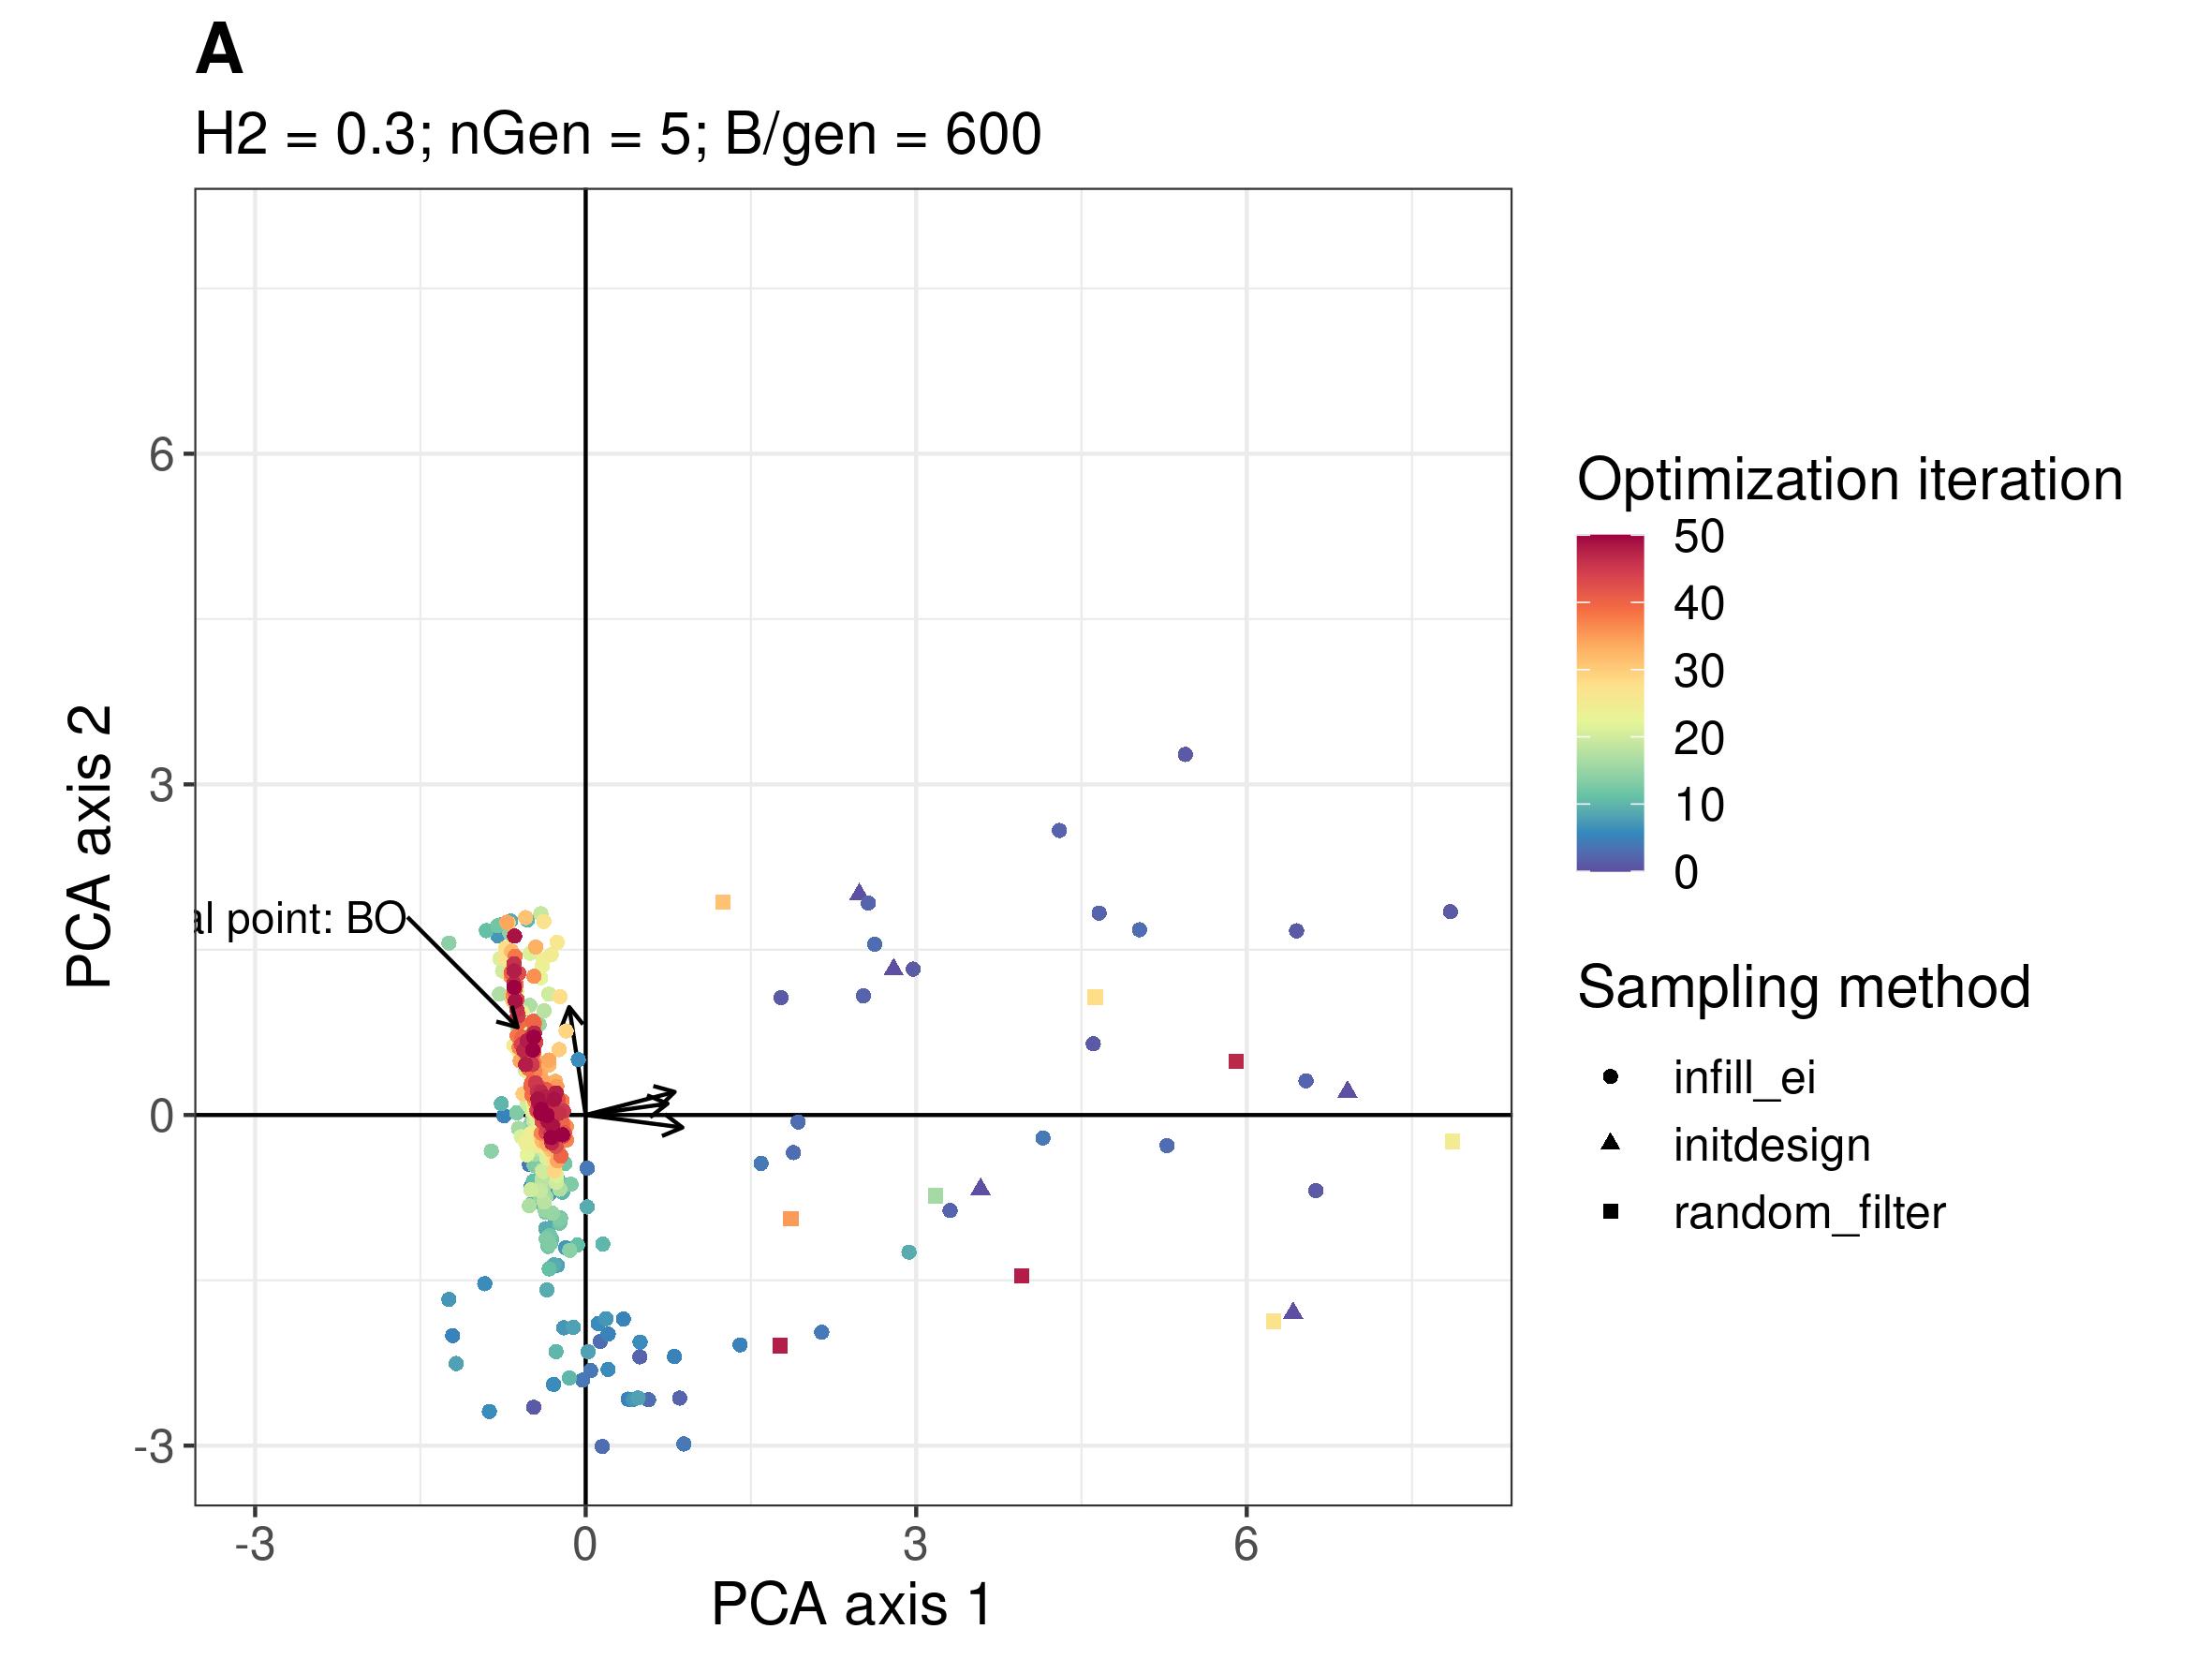 A
H2 = 0.3; nGen = 5; B/gen = 600
PCA axis 2
6
3
0
-3
al point: BO
-3
0
3
6
PCA axis 1
Optimization iteration
50
40
30
20
10
0
Sampling method
infill_ei
initdesign
random_filter